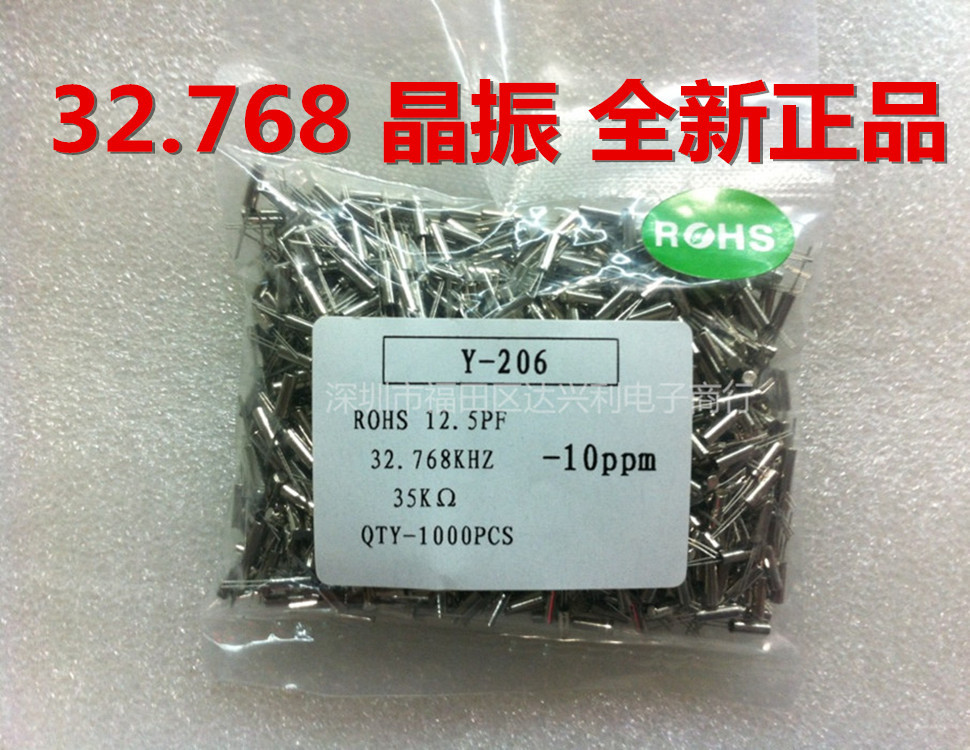 32.768 晶振 全新正品
ROHS
Y-206
深圳市福田区达兴利电子商行
ROHS 12.5PF
32.768KHZ -10ppm
35KΩ
QTY-1000PCS